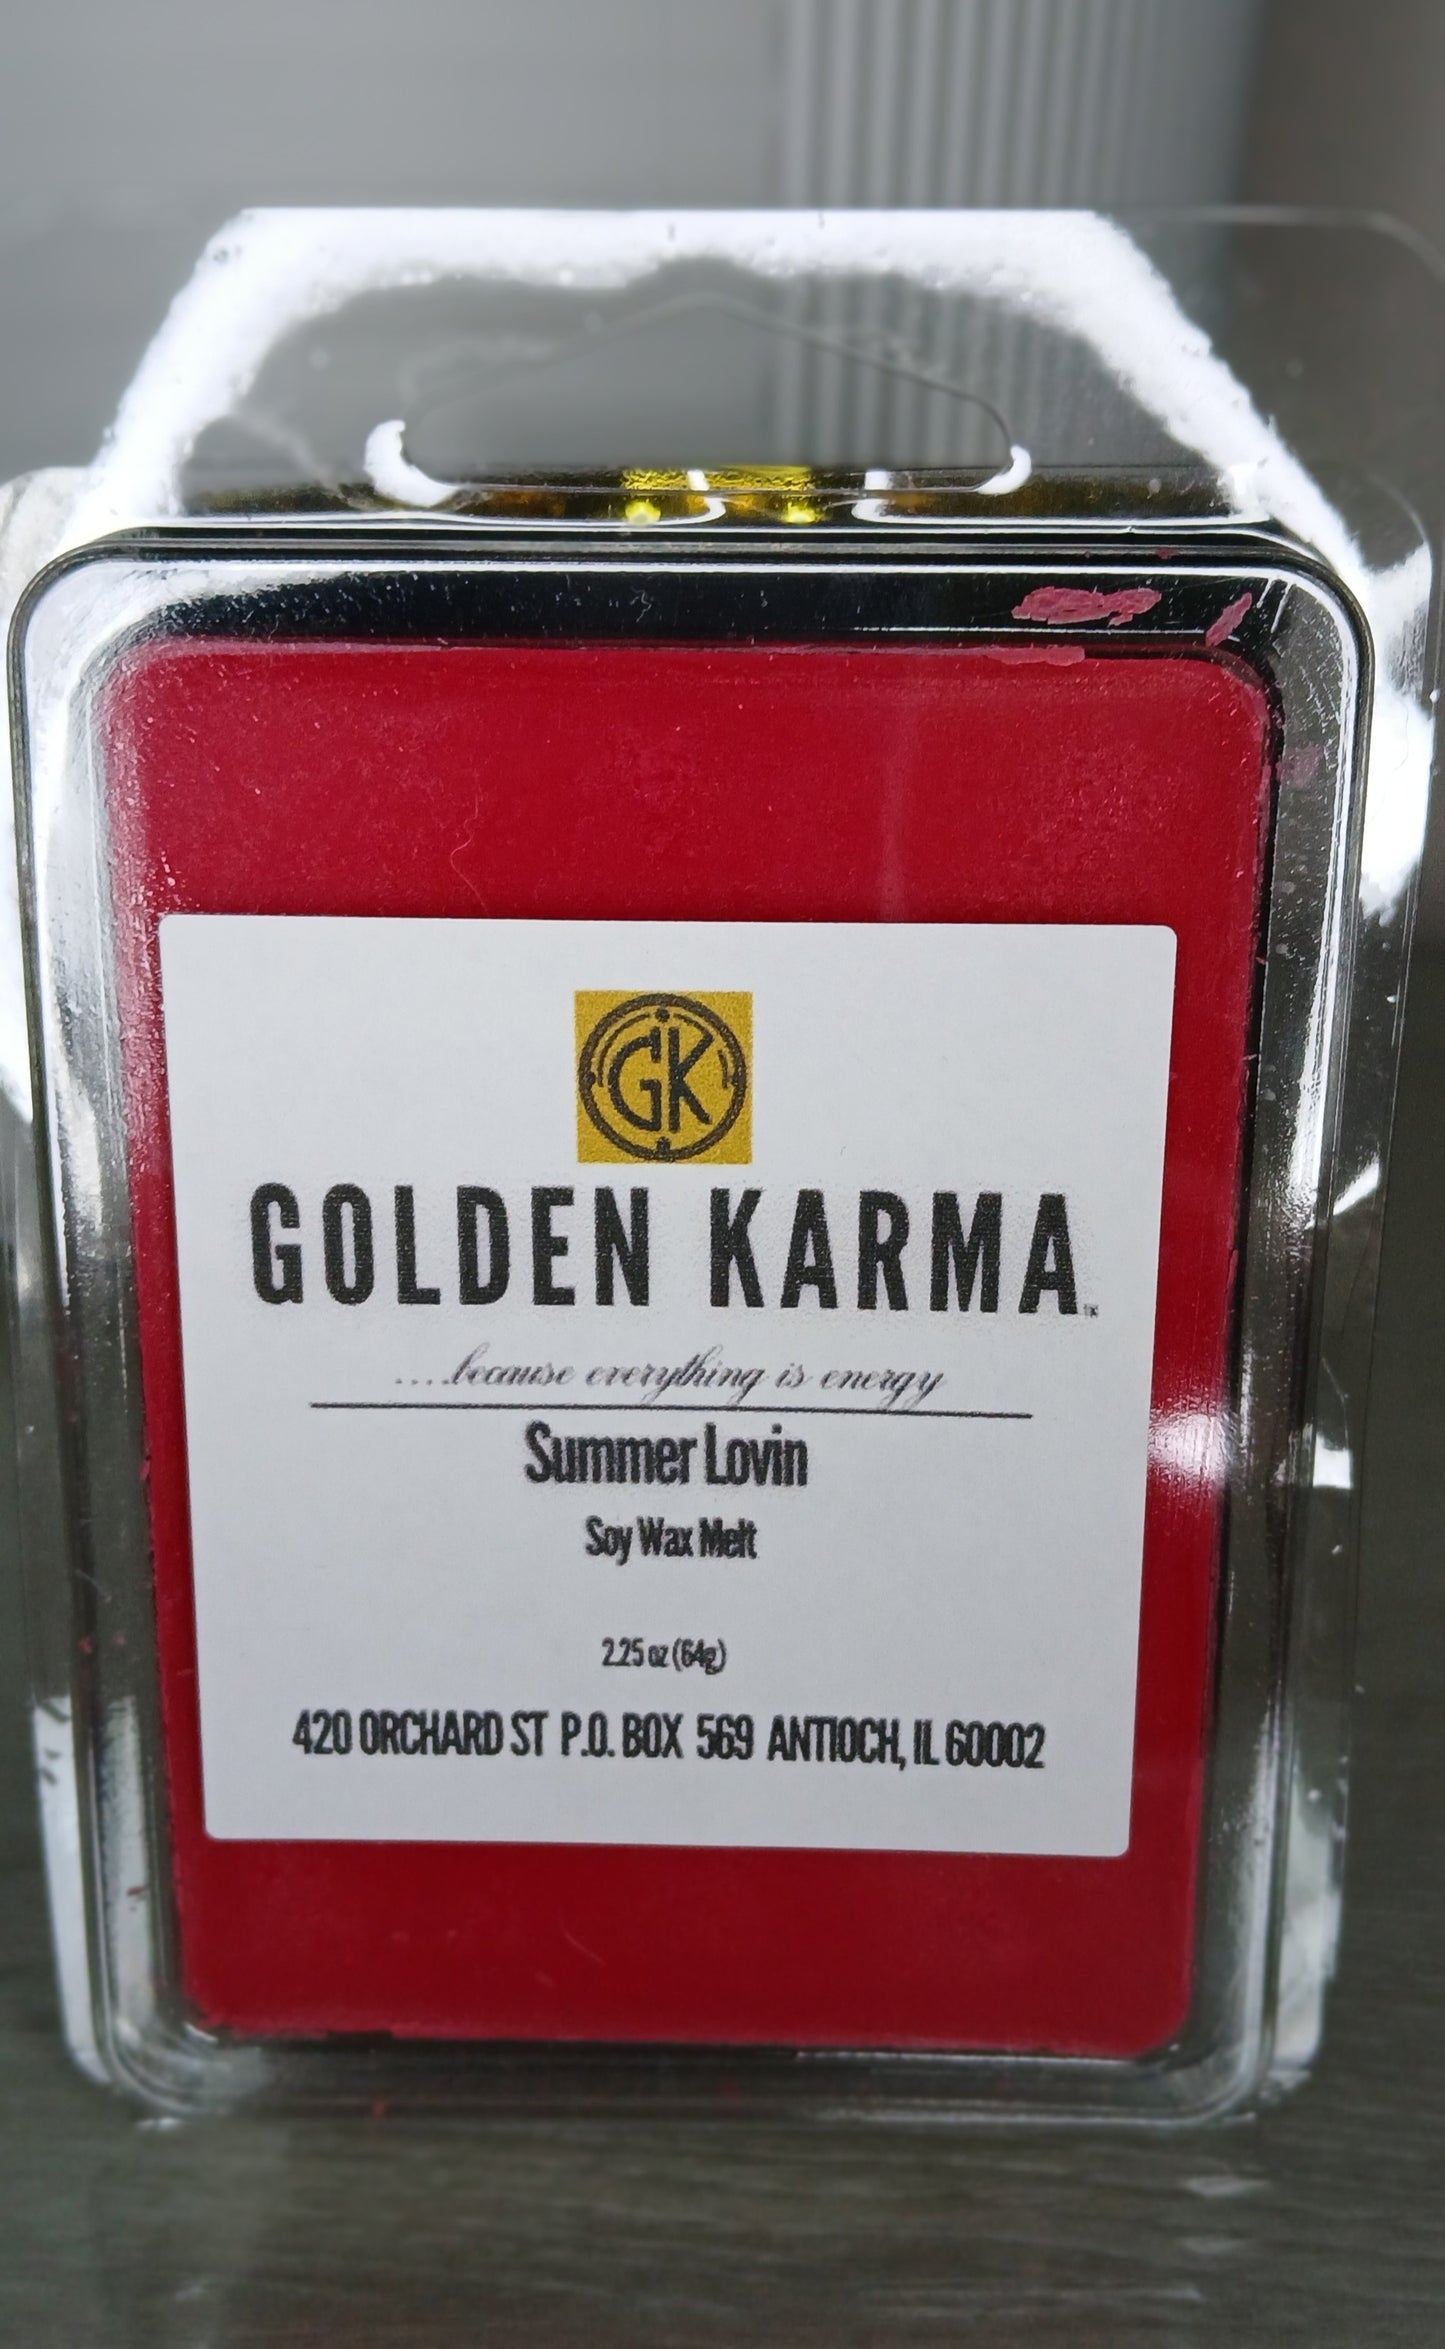 GK
GOLDEN KARMA™
....because everything is energy
Summer Lovin
Soy Wax Melt
2.25 oz (64g)
420 ORCHARD ST P.O. BOX 569 ANTIOCH, IL 60002